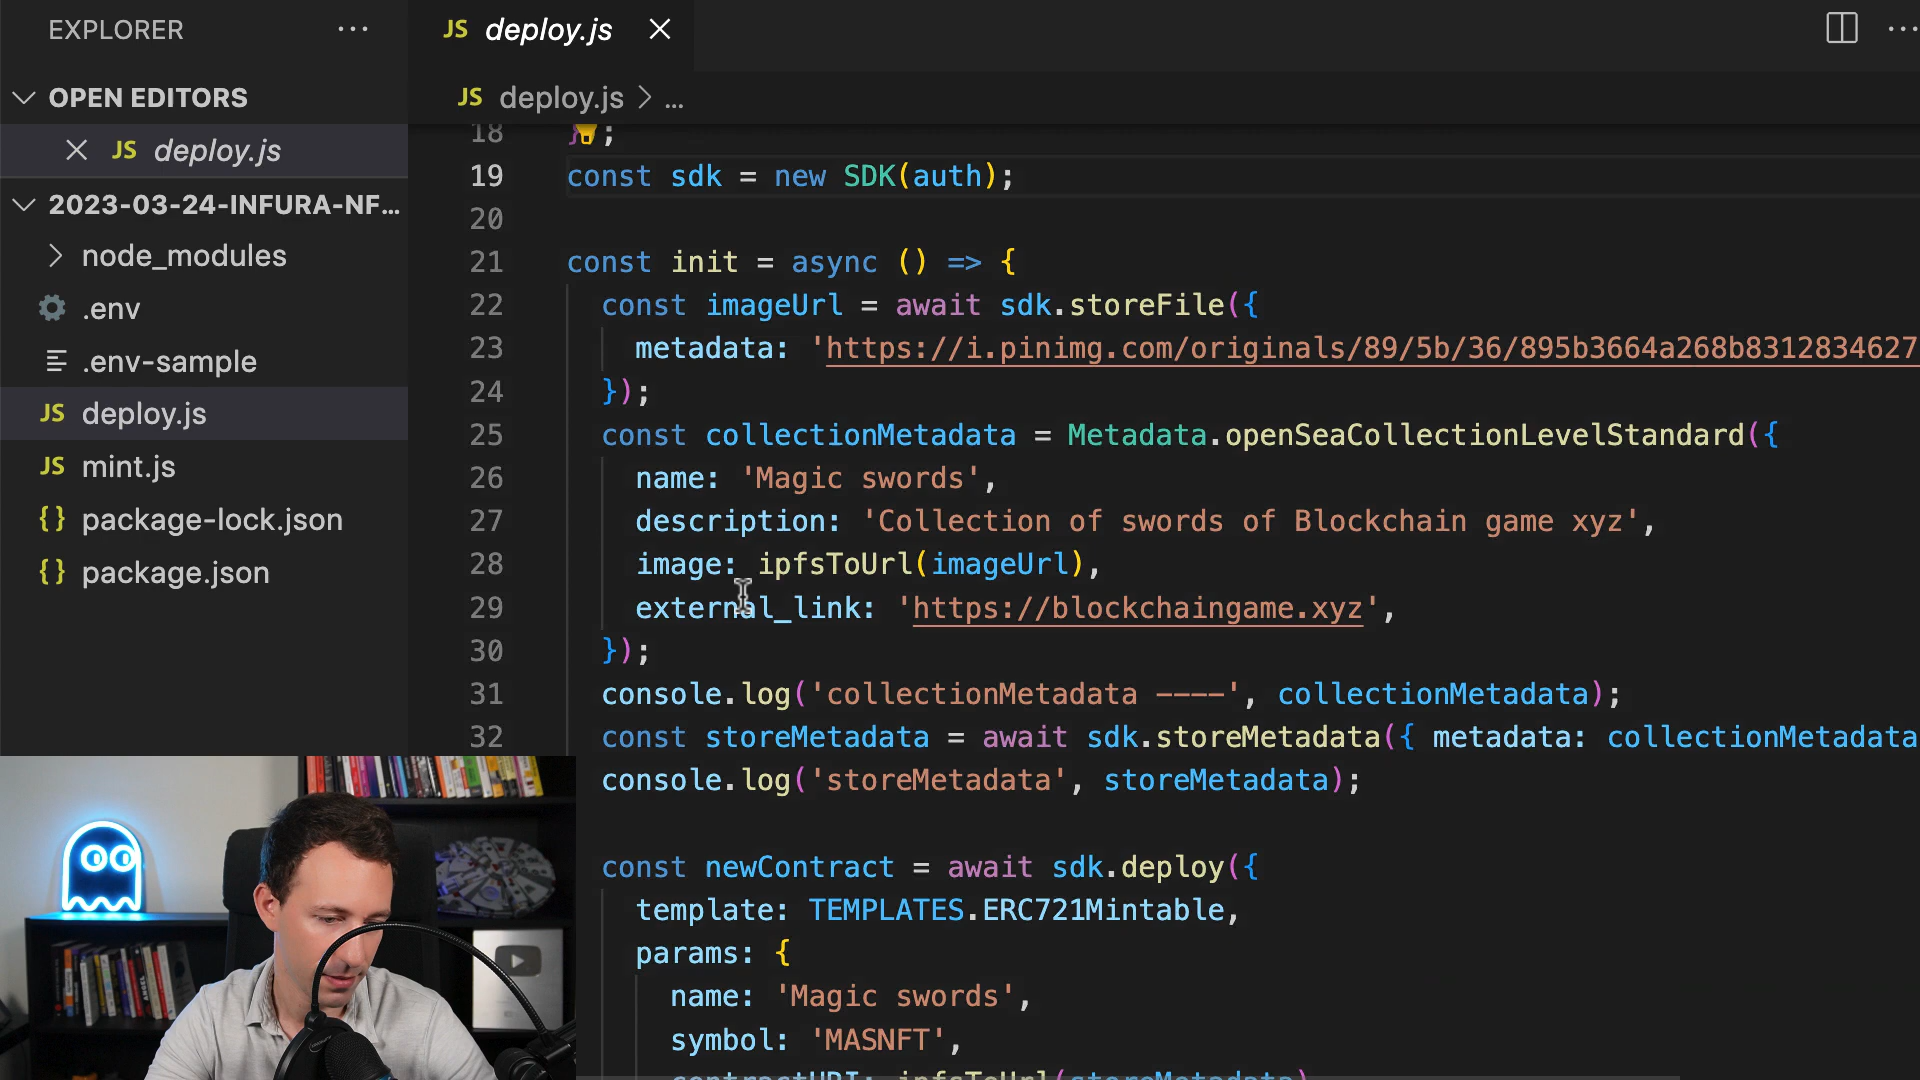 EXPLORER
JS deploy.js
OPEN EDITORS
JS deploy.js > ...
JS deploy.js
2023-03-24-INFURA-NF...
node_modules
.env
.env-sample
JS deploy.js
JS mint.js
{} package-lock.json
{} package.json
18 };
19 const sdk = new SDK(auth);
20
21 const init = async () => {
22 const imageUrl = await sdk.storeFile({
23 metadata: 'https://i.pinimg.com/originals/89/5b/36/895b3664a268b8312834627
24 });
25 const collectionMetadata = Metadata.openSeaCollectionLevelStandard({
26 name: 'Magic swords',
27 description: 'Collection of swords of Blockchain game xyz',
28 image: ipfsToUrl(imageUrl),
29 external_link: 'https://blockchaingame.xyz',
30 });
31 console.log('collectionMetadata ----', collectionMetadata);
32 const storeMetadata = await sdk.storeMetadata({ metadata: collectionMetadata
console.log('storeMetadata', storeMetadata);
const newContract = await sdk.deploy({
template: TEMPLATES.ERC721Mintable,
params: {
name: 'Magic swords',
symbol: 'MASNFT',
contractURI: ipfsToUrl(storeMetadata)